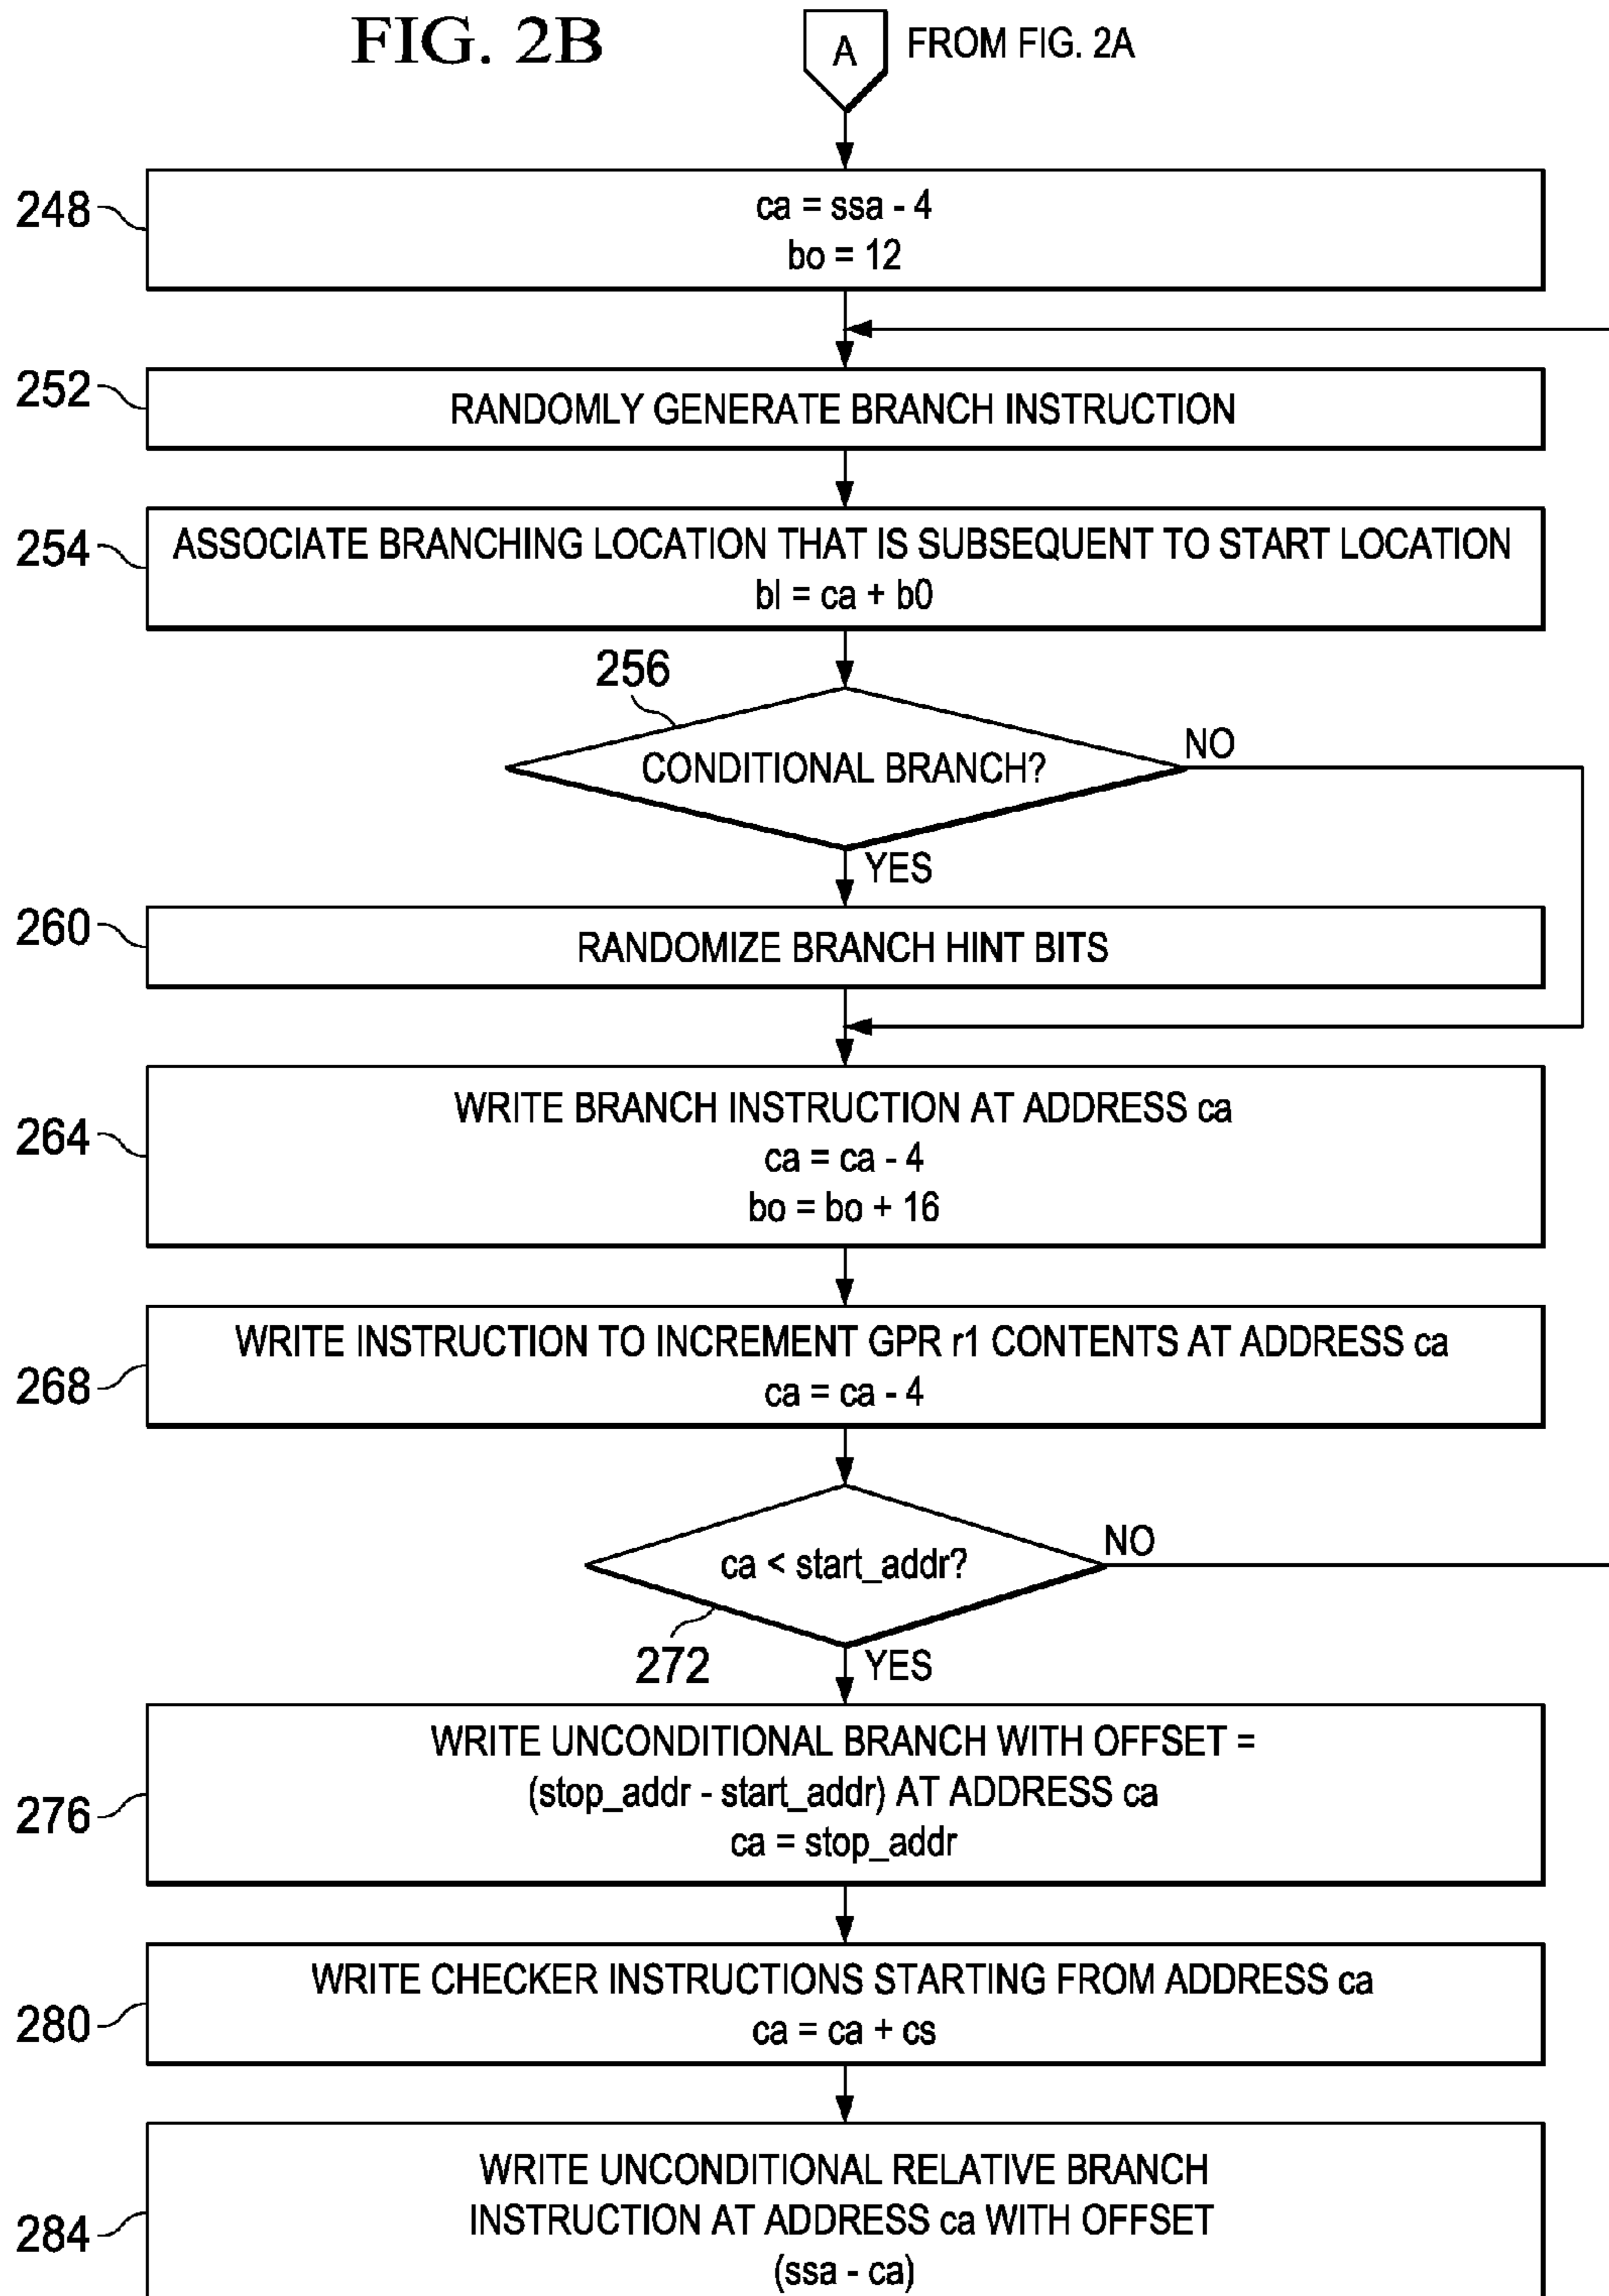 FIG. 2B
A
FROM FIG. 2A
248
ca = ssa - 4
bo = 12
252
RANDOMLY GENERATE BRANCH INSTRUCTION
254
ASSOCIATE BRANCHING LOCATION THAT IS SUBSEQUENT TO START LOCATION
bl = ca + b0
256
CONDITIONAL BRANCH?
NO
YES
260
RANDOMIZE BRANCH HINT BITS
264
WRITE BRANCH INSTRUCTION AT ADDRESS ca
ca = ca - 4
bo = bo + 16
268
WRITE INSTRUCTION TO INCREMENT GPR r1 CONTENTS AT ADDRESS ca
ca = ca - 4
ca < start_addr?
NO
272
YES
276
WRITE UNCONDITIONAL BRANCH WITH OFFSET =
(stop_addr - start_addr) AT ADDRESS ca
ca = stop_addr
280
WRITE CHECKER INSTRUCTIONS STARTING FROM ADDRESS ca
ca = ca + cs
284
WRITE UNCONDITIONAL RELATIVE BRANCH
INSTRUCTION AT ADDRESS ca WITH OFFSET
(ssa - ca)